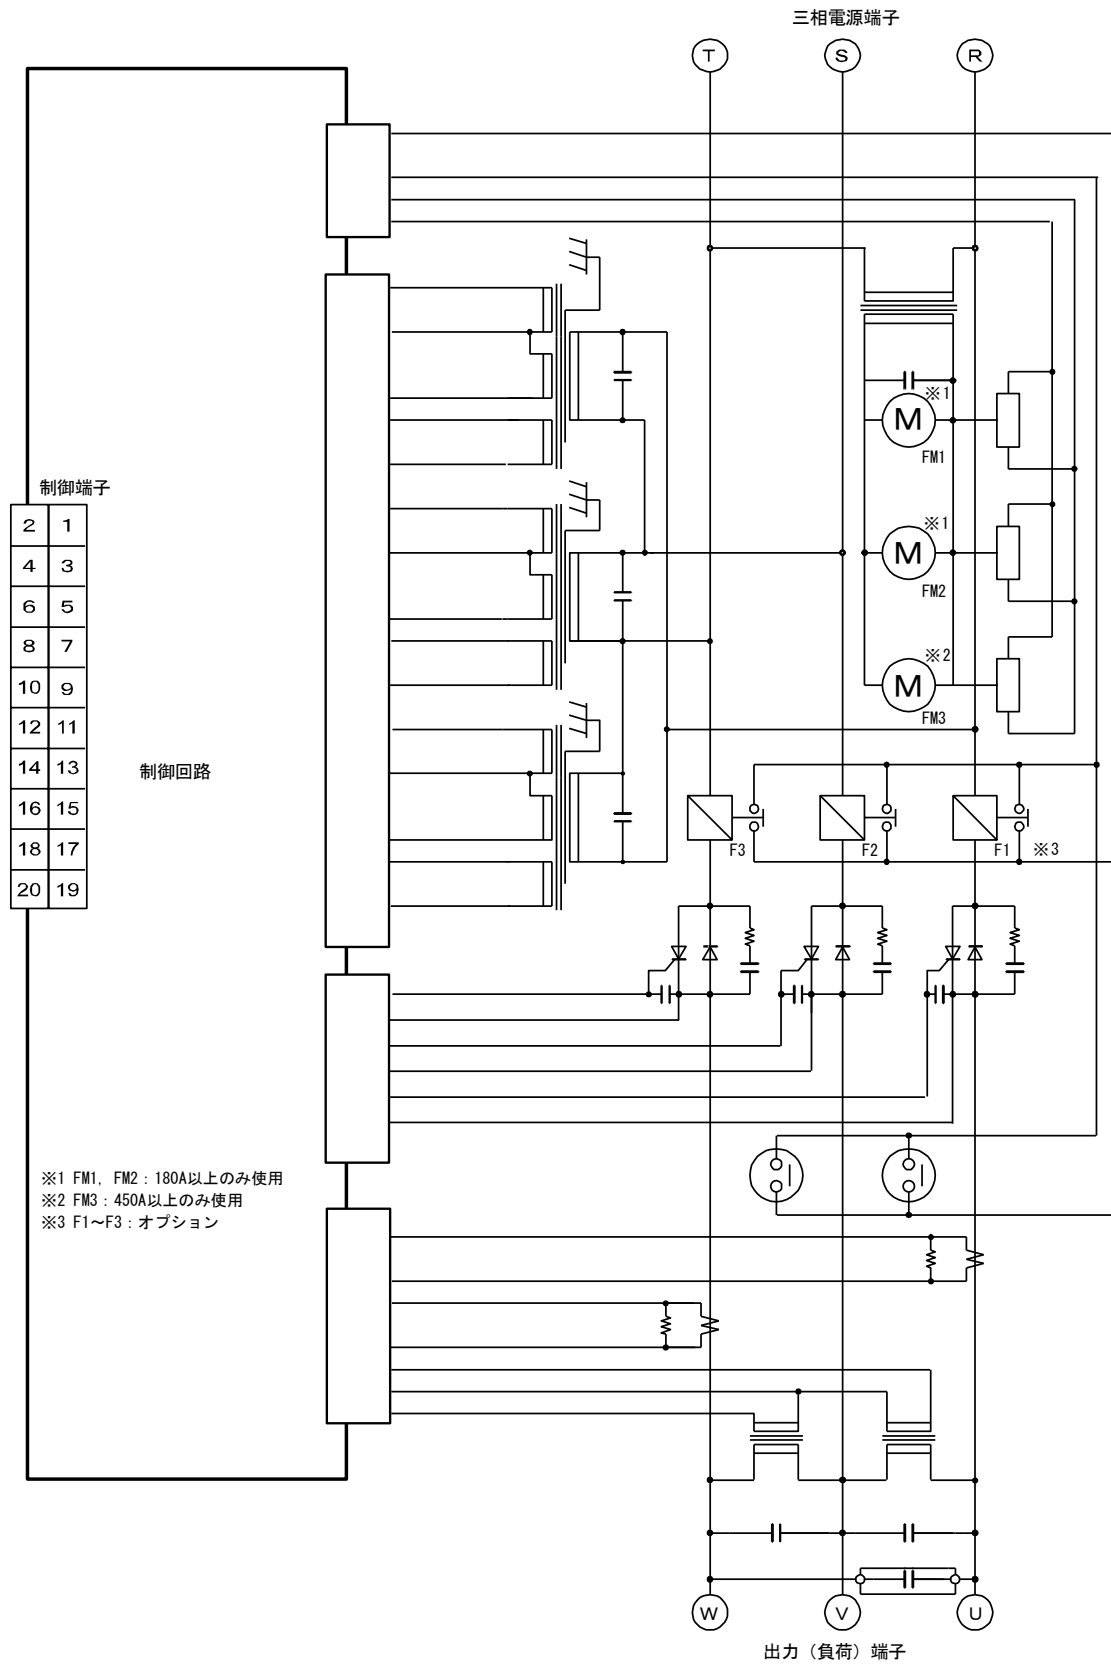 三相電源端子
T S R
※1
FM1
制御端子
2 1
※1
4 3
FM2
6 5
8 7
※2
10 9
FM3
12 11
制御回路
14 13
16 15
F3 F2 F1 ※3
18 17
20 19
※1 FM1, FM2:180A以上のみ使用
※2 FM3:450A以上のみ使用
※3 F1~F3:オプション
W V U
出力(負荷)端子
M
M
M